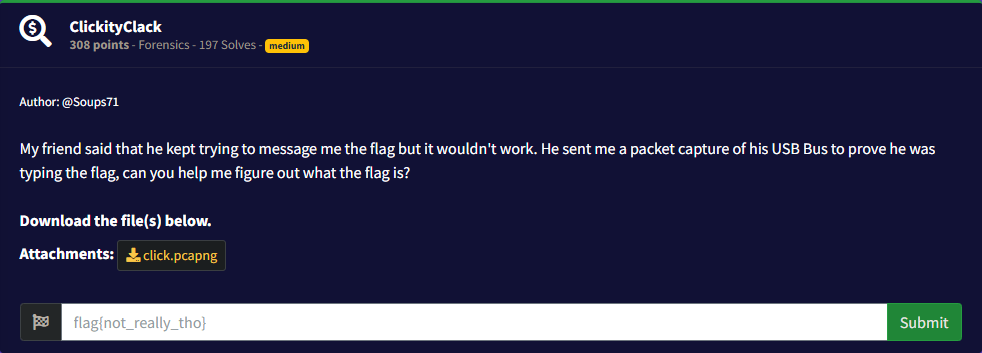 ClickityClack
308 points - Forensics - 197 Solves - medium
Author: @Soups71
My friend said that he kept trying to message me the flag but it wouldn't work. He sent me a packet capture of his USB Bus to prove he was
typing the flag, can you help me figure out what the flag is?
Download the file(s) below.
Attachments: click.pcapng
flag{not_really_tho} Submit